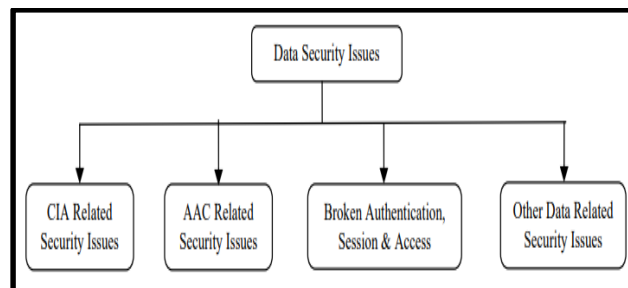 Data Security Issues
CIA Related
Security Issues
AAC Related
Security Issues
Broken Authentication,
Session & Access
Other Data Related
Security Issues